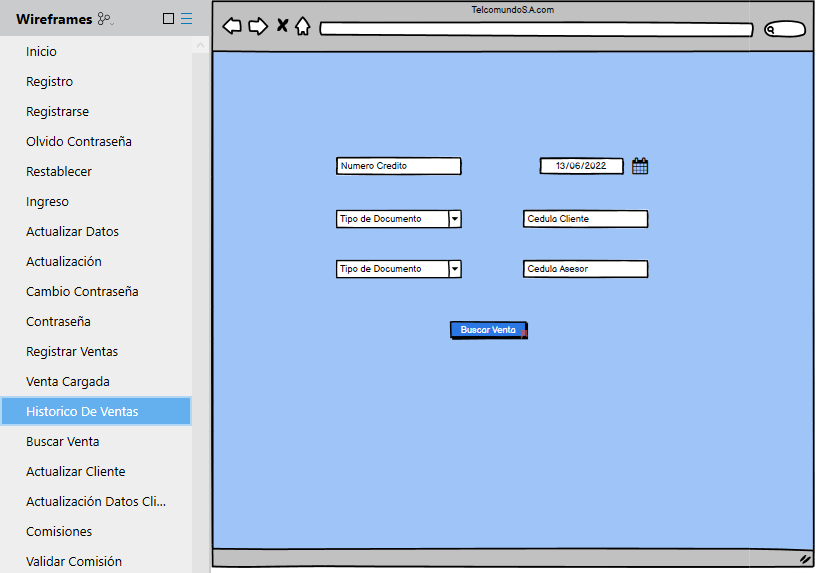 Wireframes
Inicio
Registro
Registrarse
Olvido Contraseña
Restablecer
Ingreso
Actualizar Datos
Actualización
Cambio Contraseña
Contraseña
Registrar Ventas
Venta Cargada
Historico De Ventas
Buscar Venta
Actualizar Cliente
Actualización Datos Cli...
Comisiones
Validar Comisión
TelcomundoS.A.com
Numero Credito
13/06/2022
Tipo de Documento
Cedula Cliente
Tipo de Documento
Cedula Asesor
Buscar Venta